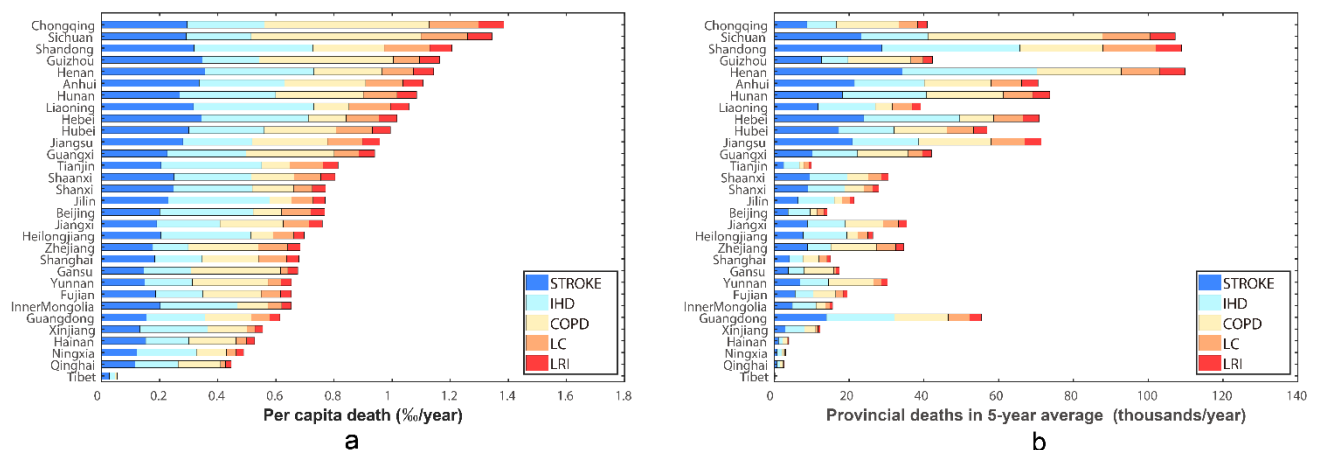 Chongqing
Sichuan
Shandong
Guizhou
Henan
Anhui
Hunan
Liaoning
Hebei
Hubei
Jiangsu
Guangxi
Tianjin
Shaanxi
Shanxi
Jilin
Beijing
Jiangxi
Heilongjiang
Zhejiang
Shanghai
Gansu
Yunnan
Fujian
InnerMongolia
Guangdong
Xinjiang
Hainan
Ningxia
Qinghai
Tibet
STROKE
IHD
COPD
LC
LRI
0 0.2 0.4 0.6 0.8 1 1.2 1.4 1.6 1.8
Per capita death (‰/year)
a
Chongqing
Sichuan
Shandong
Guizhou
Henan
Anhui
Hunan
Liaoning
Hebei
Hubei
Jiangsu
Guangxi
Tianjin
Shaanxi
Shanxi
Jilin
Beijing
Jiangxi
Heilongjiang
Zhejiang
Shanghai
Gansu
Yunnan
Fujian
InnerMongolia
Guangdong
Xinjiang
Hainan
Ningxia
Qinghai
Tibet
STROKE
IHD
COPD
LC
LRI
0 20 40 60 80 100 120 140
Provincial deaths in 5-year average (thousands/year)
b